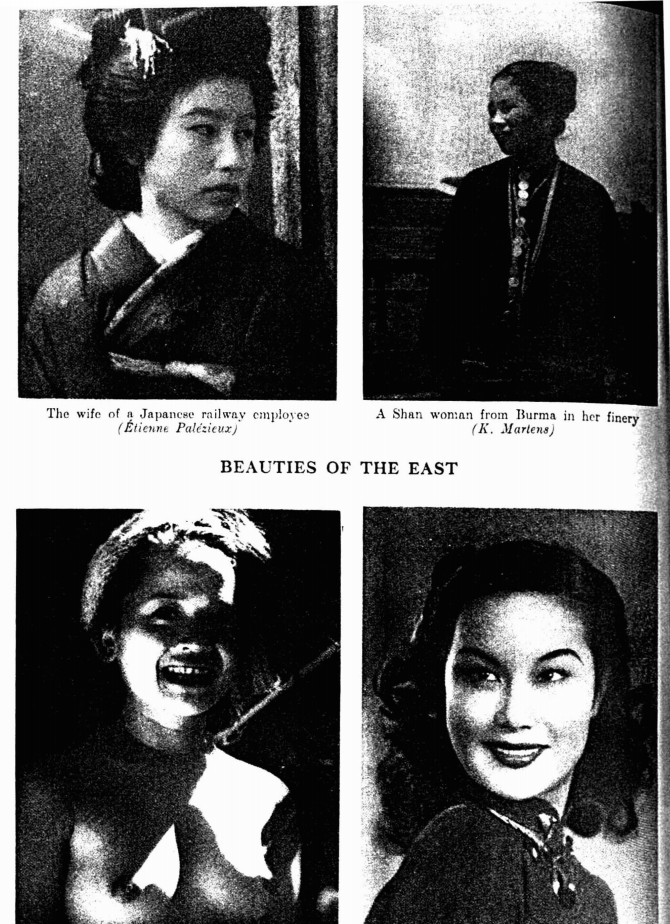 The wife of a Japanese railway employee
(Étienne Palézieux)
A Shan woman from Burma in her finery
(K. Martens)
BEAUTIES OF THE EAST